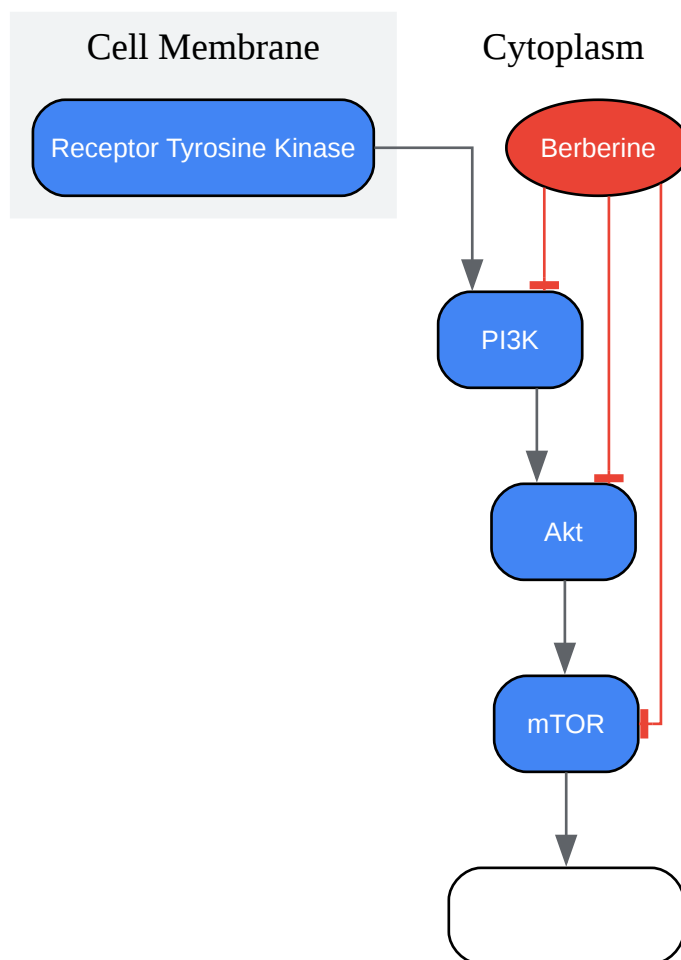 Cell Membrane
Cytoplasm
Receptor Tyrosine Kinase
Berberine
PI3K
Akt
mTOR